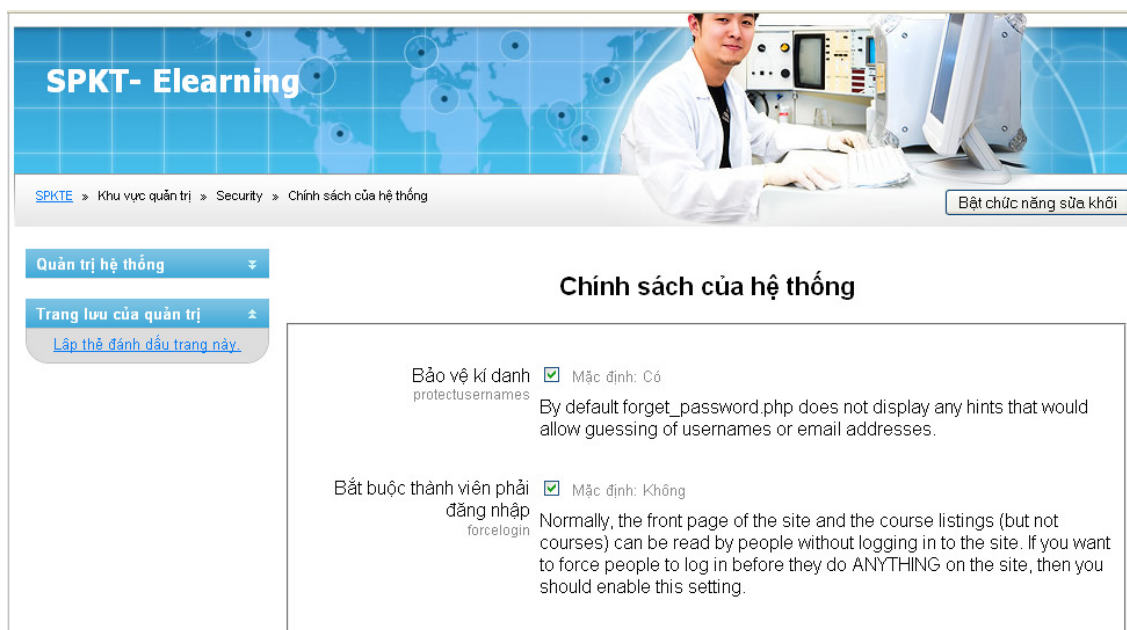 SPKT- Elearning
SPKTE » Khu vực quản trị » Security » Chính sách của hệ thống
Bật chức năng sửa khối
Quản trị hệ thống
Trang lưu của quản trị
Lập thẻ đánh dấu trang này.
Chính sách của hệ thống
Bảo vệ kí danh
protectusernames
Mặc định: Có
By default forget_password.php does not display any hints that would
allow guessing of usernames or email addresses.
Bắt buộc thành viên phải
đăng nhập
forcelogin
Mặc định: Không
Normally, the front page of the site and the course listings (but not
courses) can be read by people without logging in to the site. If you want
to force people to log in before they do ANYTHING on the site, then you
should enable this setting.